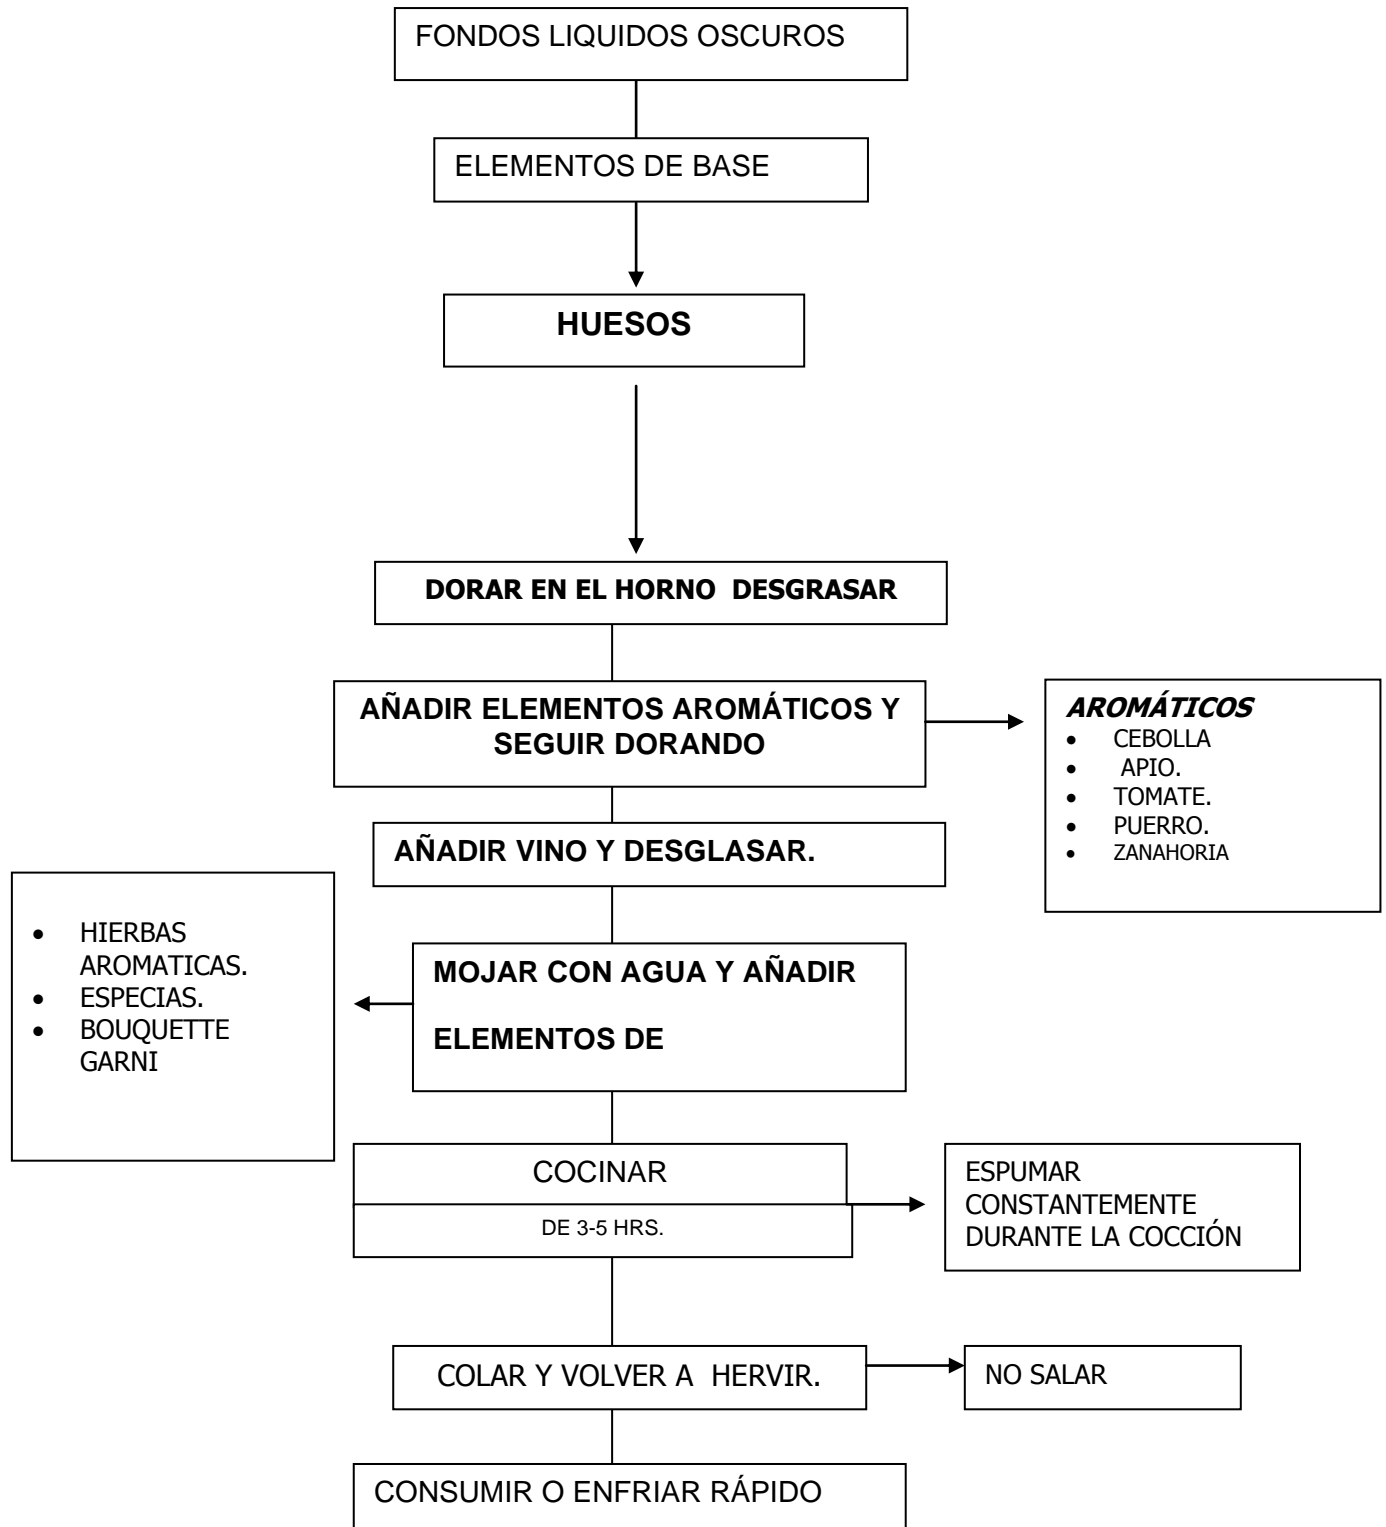 FONDOS LIQUIDOS OSCUROS
ELEMENTOS DE BASE
HUESOS
DORAR EN EL HORNO  DESGRASAR
AÑADIR ELEMENTOS AROMÁTICOS Y
SEGUIR DORANDO
AROMÁTICOS
• CEBOLLA
• APIO.
• TOMATE.
• PUERRO.
• ZANAHORIA
AÑADIR VINO Y DESGLASAR.
• HIERBAS
AROMATICAS.
• ESPECIAS.
• BOUQUETTE
GARNI
MOJAR CON AGUA Y AÑADIR
ELEMENTOS DE
COCINAR
DE 3-5 HRS.
ESPUMAR
CONSTANTEMENTE
DURANTE LA COCCIÓN
COLAR Y VOLVER A  HERVIR.
NO SALAR
CONSUMIR O ENFRIAR RÁPIDO